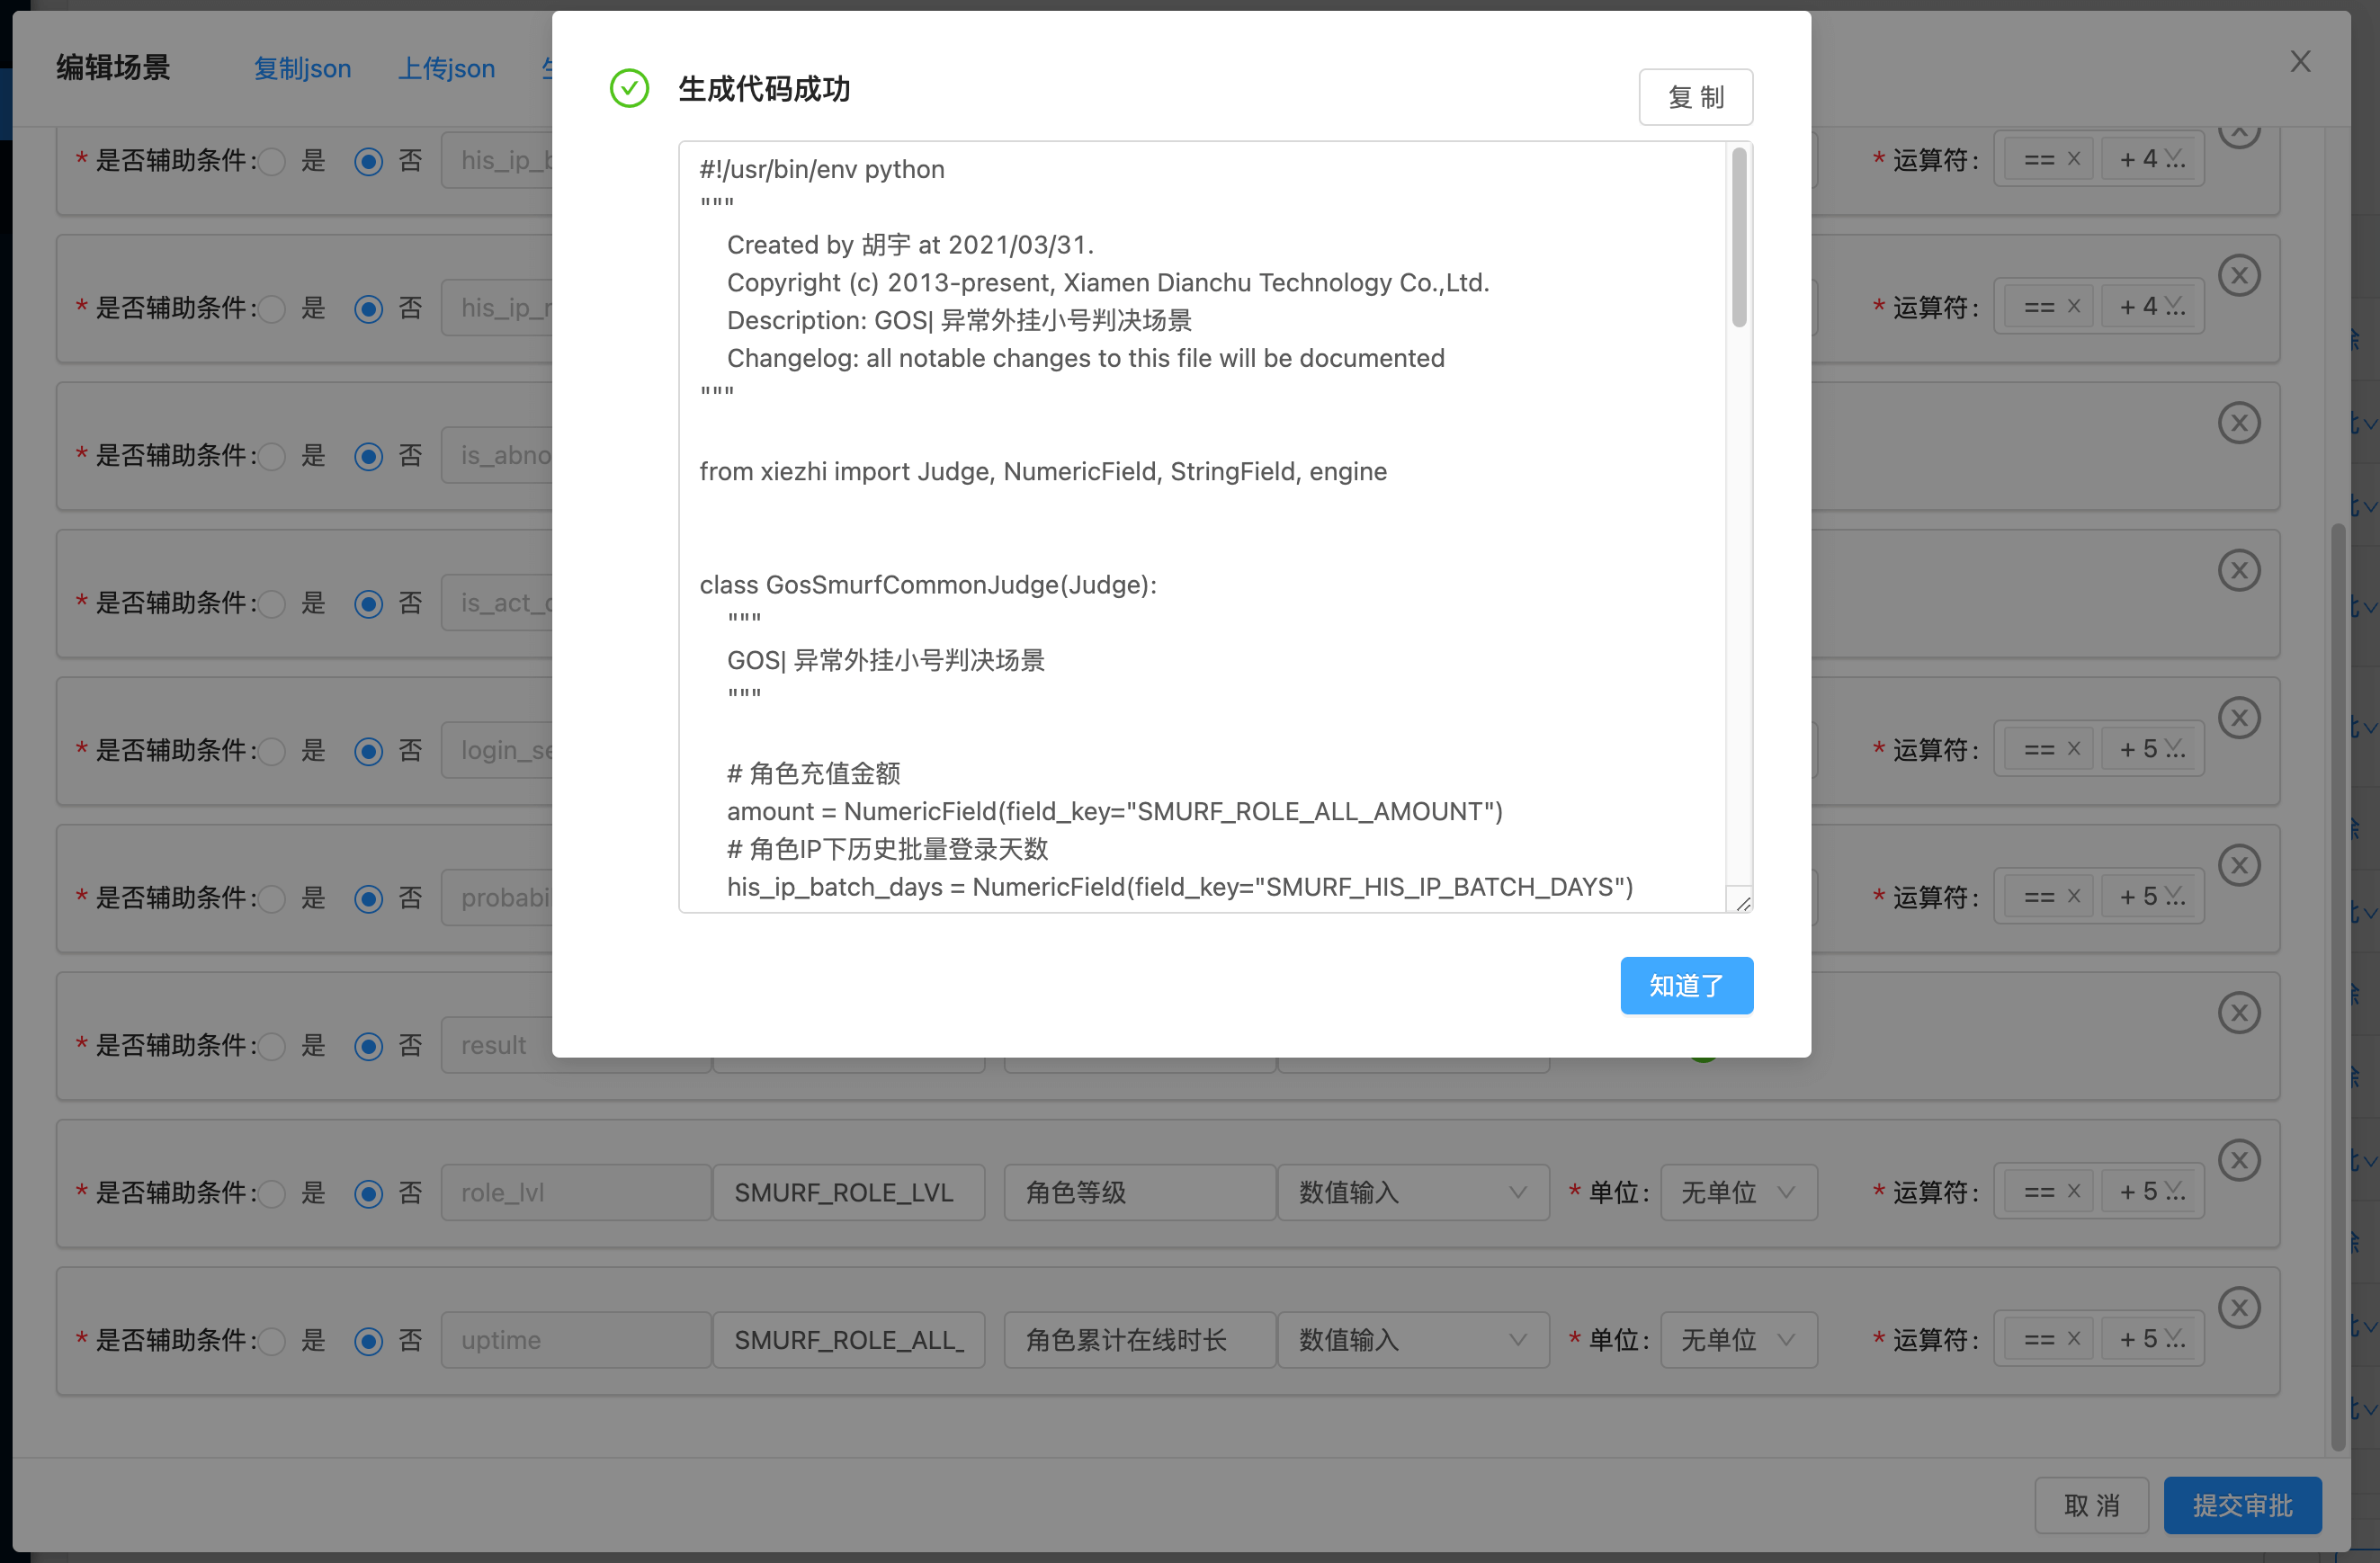 编辑场景 复制json 上传json
生成代码成功 复 制
#!/usr/bin/env python
"""
Created by 胡宇 at 2021/03/31.
Copyright (c) 2013-present, Xiamen Dianchu Technology Co.,Ltd.
Description: GOS| 异常外挂小号判决场景
Changelog: all notable changes to this file will be documented
"""
from xiezhi import Judge, NumericField, StringField, engine
class GosSmurfCommonJudge(Judge):
"""
GOS| 异常外挂小号判决场景
"""
# 角色充值金额
amount = NumericField(field_key="SMURF_ROLE_ALL_AMOUNT")
# 角色IP下历史批量登录天数
his_ip_batch_days = NumericField(field_key="SMURF_HIS_IP_BATCH_DAYS")
知道了
* 是否辅助条件: 是 否 * 运算符: == + 4 ...
* 是否辅助条件: 是 否 * 运算符: == + 4 ...
* 是否辅助条件: 是 否
* 是否辅助条件: 是 否
* 是否辅助条件: 是 否 * 运算符: == + 5 ...
* 是否辅助条件: 是 否 * 运算符: == + 5 ...
* 是否辅助条件: 是 否 result
* 是否辅助条件: 是 否 role_lvl SMURF_ROLE_LVL 角色等级 数值输入 * 单位: 无单位 * 运算符: == + 5 ...
* 是否辅助条件: 是 否 uptime SMURF_ROLE_ALL_ 角色累计在线时长 数值输入 * 单位: 无单位 * 运算符: == + 5 ...
取 消 提交审批